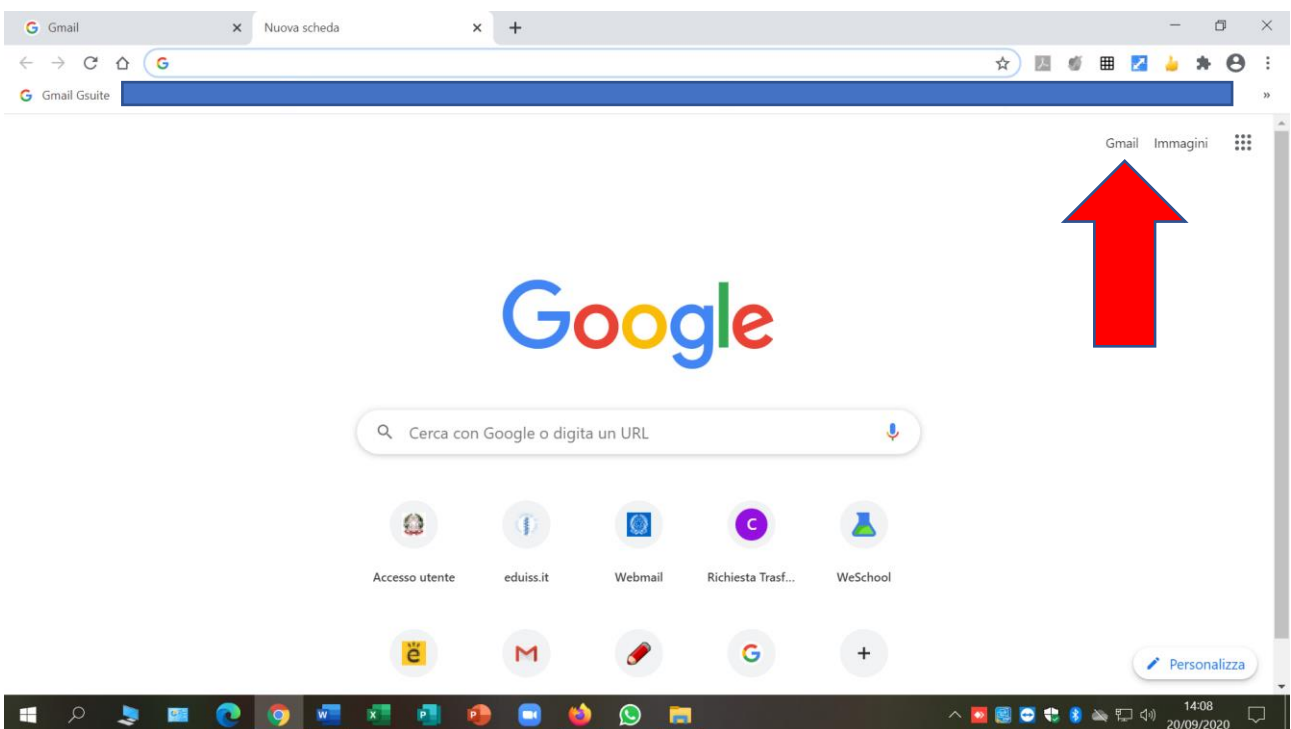 Gmail
Nuova scheda
Gmail Gsuite
Gmail Immagini
Google
Cerca con Google o digita un URL
Accesso utente eduiss.it Webmail Richiesta Trasf... WeSchool
Personalizza
14:08
20/09/2020